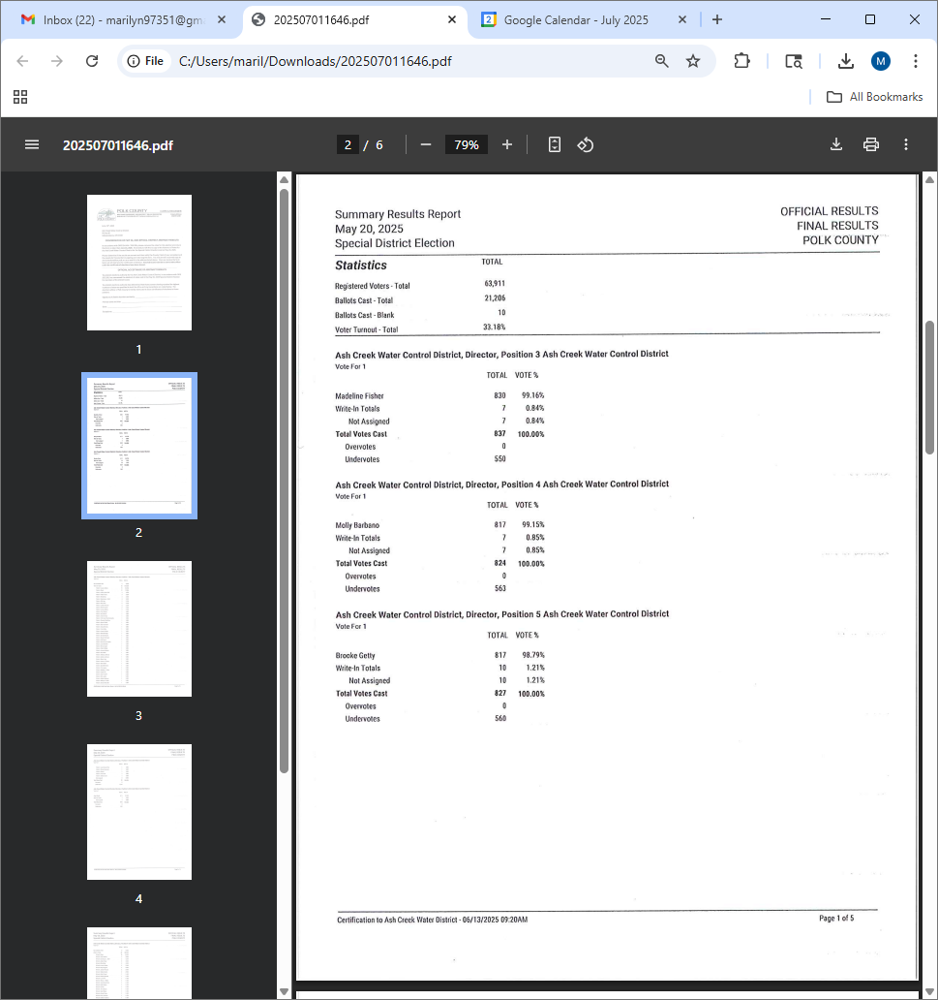 Inbox (22) - marilyn97351@gm
202507011646.pdf
Google Calendar - July 2025
File
C:/Users/maril/Downloads/202507011646.pdf
M
All Bookmarks
202507011646.pdf
2 / 6
79%
POLK COUNTY
1
2
3
4
Summary Results Report
May 20, 2025
Special District Election
OFFICIAL RESULTS
FINAL RESULTS
POLK COUNTY
Statistics TOTAL
Registered Voters - Total 63,911
Ballots Cast - Total 21,206
Ballots Cast - Blank 10
Voter Turnout - Total 33.18%
Ash Creek Water Control District, Director, Position 3 Ash Creek Water Control District
Vote For 1
TOTAL VOTE %
Madeline Fisher 830 99.16%
Write-In Totals 7 0.84%
Not Assigned 7 0.84%
Total Votes Cast 837 100.00%
Overvotes 0
Undervotes 550
Ash Creek Water Control District, Director, Position 4 Ash Creek Water Control District
Vote For 1
TOTAL VOTE %
Molly Barbano 817 99.15%
Write-In Totals 7 0.85%
Not Assigned 7 0.85%
Total Votes Cast 824 100.00%
Overvotes 0
Undervotes 563
Ash Creek Water Control District, Director, Position 5 Ash Creek Water Control District
Vote For 1
TOTAL VOTE %
Brooke Getty 817 98.79%
Write-In Totals 10 1.21%
Not Assigned 10 1.21%
Total Votes Cast 827 100.00%
Overvotes 0
Undervotes 560
Certification to Ash Creek Water District - 06/13/2025 09:20AM
Page 1 of 5